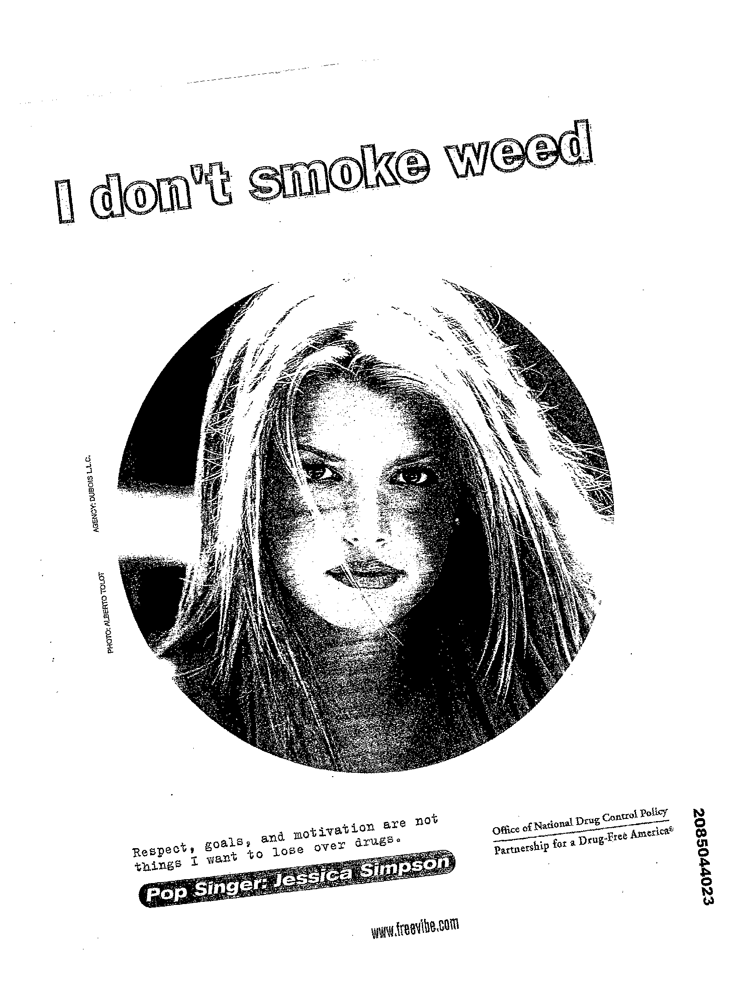 I don't smoke weed
AGENCY: DUBOIS L.L.C.
PHOTO: ALBERTO TOLOT
Respect, goals, and motivation are not
things I want to lose over drugs.
Pop Singer: Jessica Simpson
Office of National Drug Control Policy
Partnership for a Drug-Free America®
www.freevibe.com
2085044023